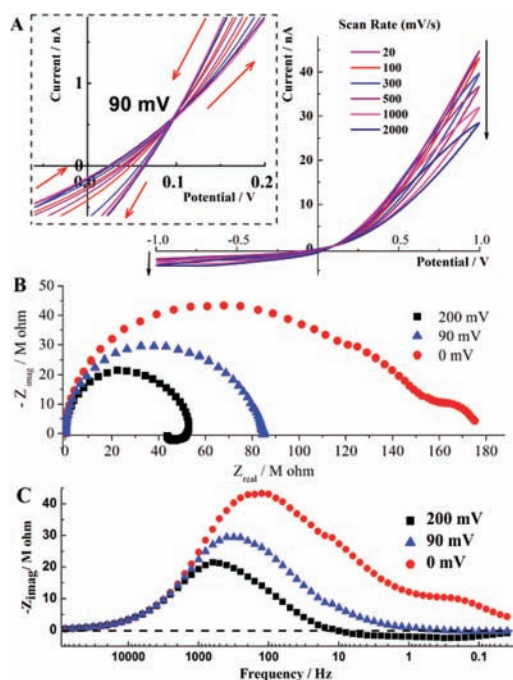 A
Current / nA
1
90 mV
0
0.0
0.1
0.2
Potential / V
Current / nA
40
30
20
10
0
Scan Rate (mV/s)
20
100
300
500
1000
2000
-1.0
-0.5
0.5
1.0
Potential / V
B
- Z imag / M ohm
50
40
30
20
10
0
200 mV
90 mV
0 mV
0 20 40 60 80 100 120 140 160 180
Zreal / M ohm
C
-Zimag/ M ohm
40
30
20
10
0
200 mV
90 mV
0 mV
10000 1000 100 10 1 0.1
Frequency / Hz